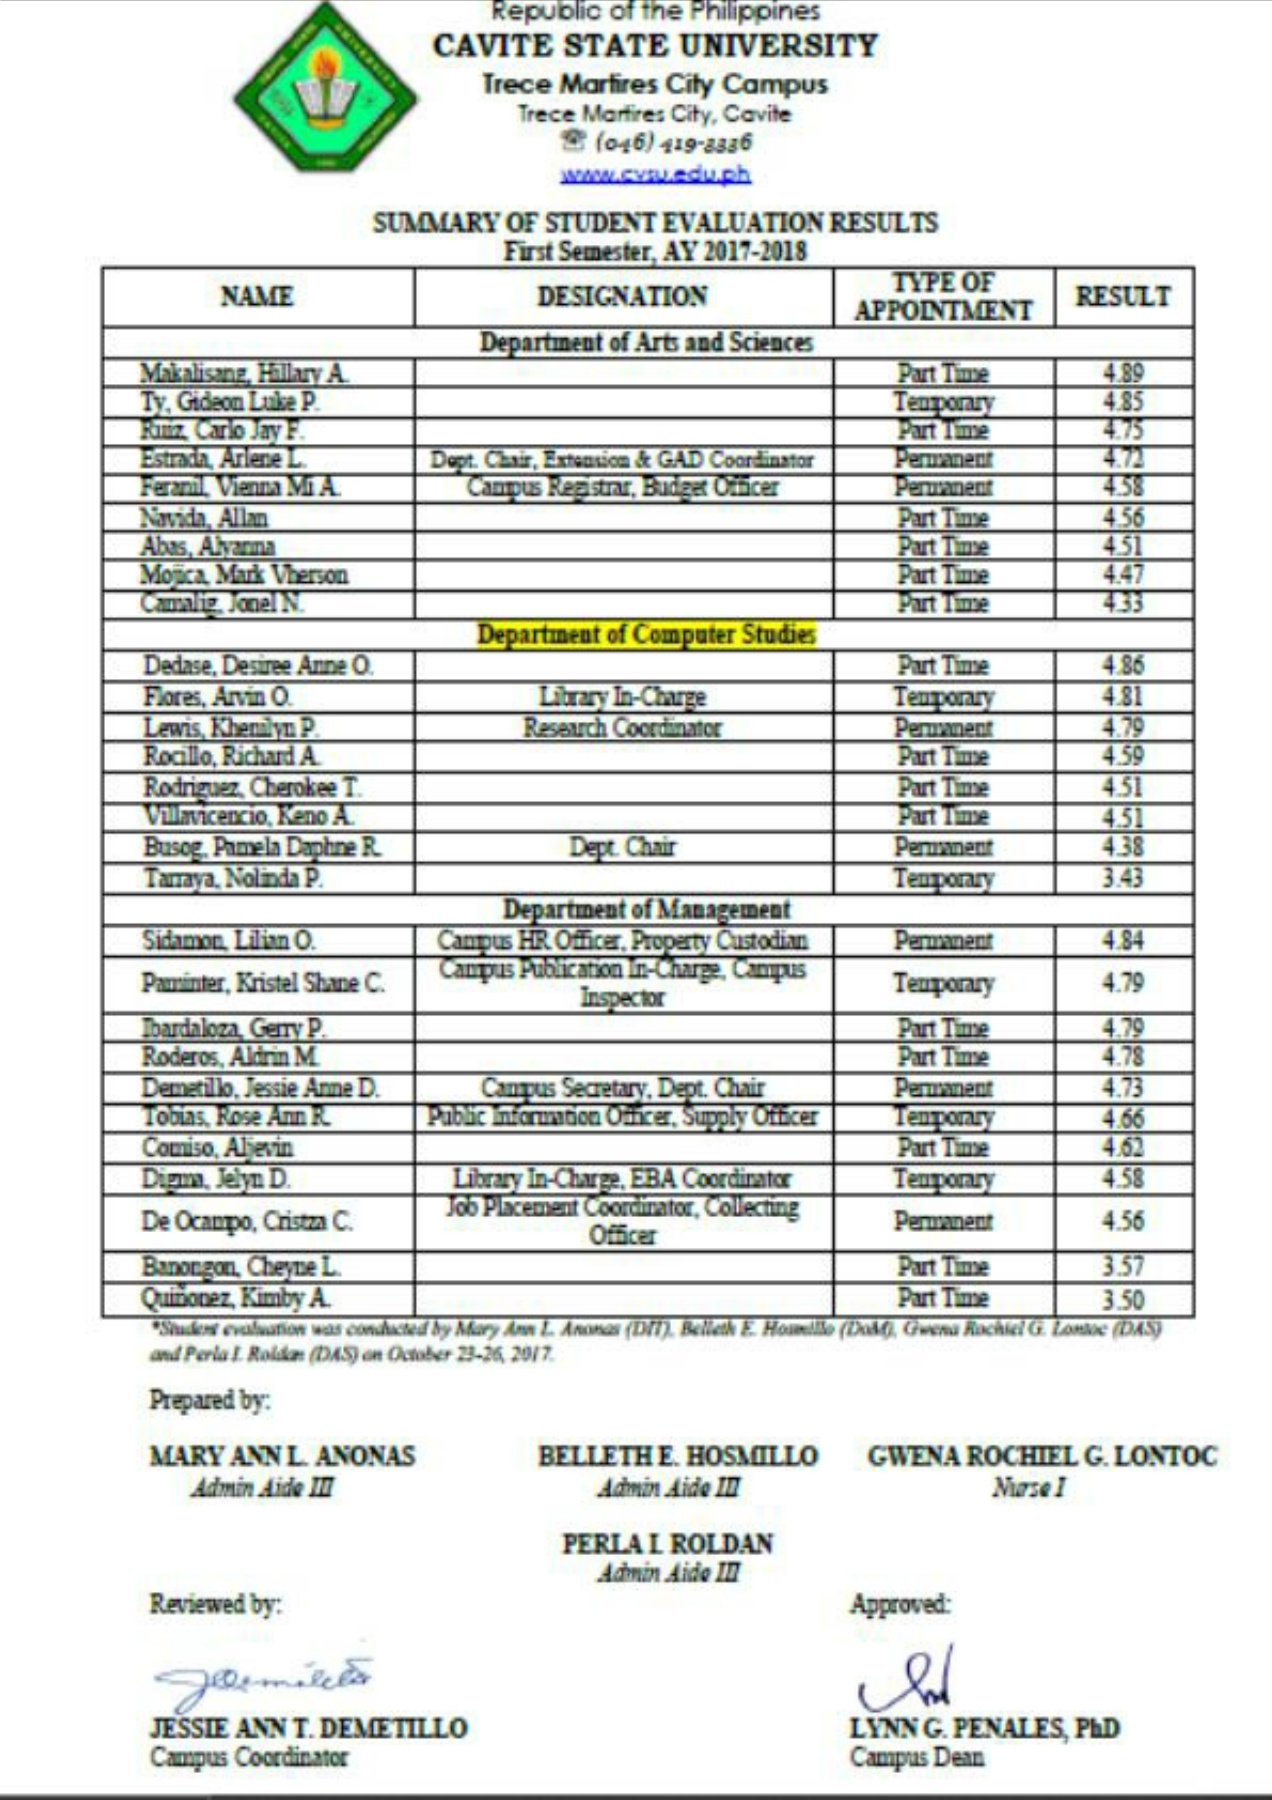 Republic of the Philippines
CAVITE STATE UNIVERSITY
Trece Martires City Campus
Trece Martires City, Cavite
☏ (046) 419-3336
www.cvsu.edu.ph
SUMMARY OF STUDENT EVALUATION RESULTS
First Semester, AY 2017-2018
NAME DESIGNATION TYPE OF APPOINTMENT RESULT
Department of Arts and Sciences
Makalisang, Hillary A. Part Time 4.89
Ty, Gideon Luke P. Temporary 4.85
Ruiz, Carlo Jay F. Part Time 4.75
Estrada, Arlene L. Dept. Chair, Extension & GAD Coordinator Permanent 4.72
Feranil, Vienna Mi A. Campus Registrar, Budget Officer Permanent 4.58
Navida, Allan Part Time 4.56
Abas, Alyanna Part Time 4.51
Mojica, Mark Vherson Part Time 4.47
Camalig, Jonel N. Part Time 4.33
Department of Computer Studies
Dedase, Desiree Anne O. Part Time 4.86
Flores, Arvin O. Library In-Charge Temporary 4.81
Lewis, Khenilyn P. Research Coordinator Permanent 4.79
Rocillo, Richard A. Part Time 4.59
Rodriguez, Cherokee T. Part Time 4.51
Villavicencio, Keno A. Part Time 4.51
Busog, Pamela Daphne R. Dept. Chair Permanent 4.38
Tarraya, Nolinda P. Temporary 3.43
Department of Management
Sidamon, Lilian O. Campus HR Officer, Property Custodian Permanent 4.84
Paminter, Kristel Shane C. Campus Publication In-Charge, Campus Inspector Temporary 4.79
Ibardaloza, Gerry P. Part Time 4.79
Roderos, Aldrin M. Part Time 4.78
Demetillo, Jessie Anne D. Campus Secretary, Dept. Chair Permanent 4.73
Tobias, Rose Ann R. Public Information Officer, Supply Officer Temporary 4.66
Comiso, Aljevin Part Time 4.62
Digma, Jelyn D. Library In-Charge, EBA Coordinator Temporary 4.58
De Ocampo, Cristza C. Job Placement Coordinator, Collecting Officer Permanent 4.56
Banongon, Cheyne L. Part Time 3.57
Quiñonez, Kimby A. Part Time 3.50
*Student evaluation was conducted by Mary Ann L. Anonas (DIT), Belleth E. Hosmillo (DoM), Gwena Rochiel G. Lontoc (DAS)
and Perla I. Roldan (DAS) on October 23-26, 2017.
Prepared by:
MARY ANN L. ANONAS BELLETH E. HOSMILLO GWENA ROCHIEL G. LONTOC
Admin Aide III Admin Aide III Nurse I
PERLA I. ROLDAN
Admin Aide III
Reviewed by: Approved:
JESSIE ANN T. DEMETILLO LYNN G. PENALES, PhD
Campus Coordinator Campus Dean